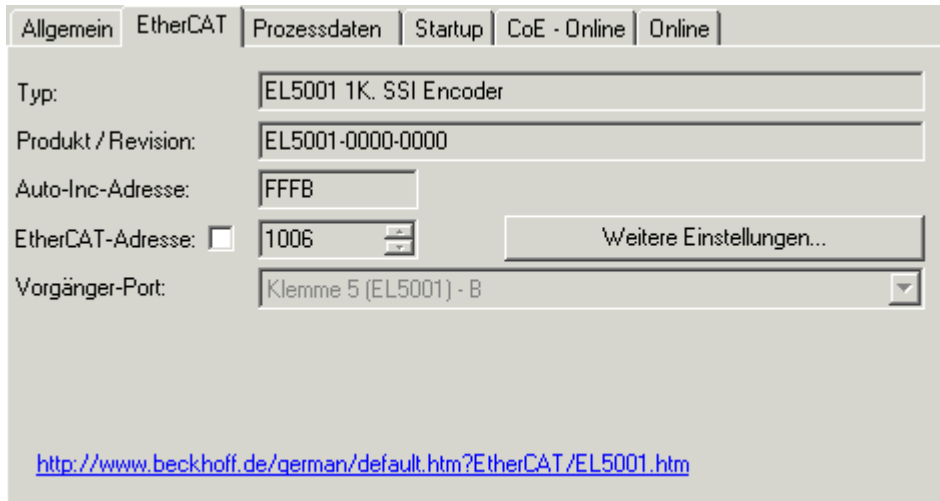 Allgemein EtherCAT Prozessdaten Startup CoE - Online Online
Typ: EL5001 1K. SSI Encoder
Produkt / Revision: EL5001-0000-0000
Auto-Inc-Adresse: FFFB
EtherCAT-Adresse: 1006 Weitere Einstellungen...
Vorgänger-Port: Klemme 5 (EL5001) - B
http://www.beckhoff.de/german/default.htm?EtherCAT/EL5001.htm